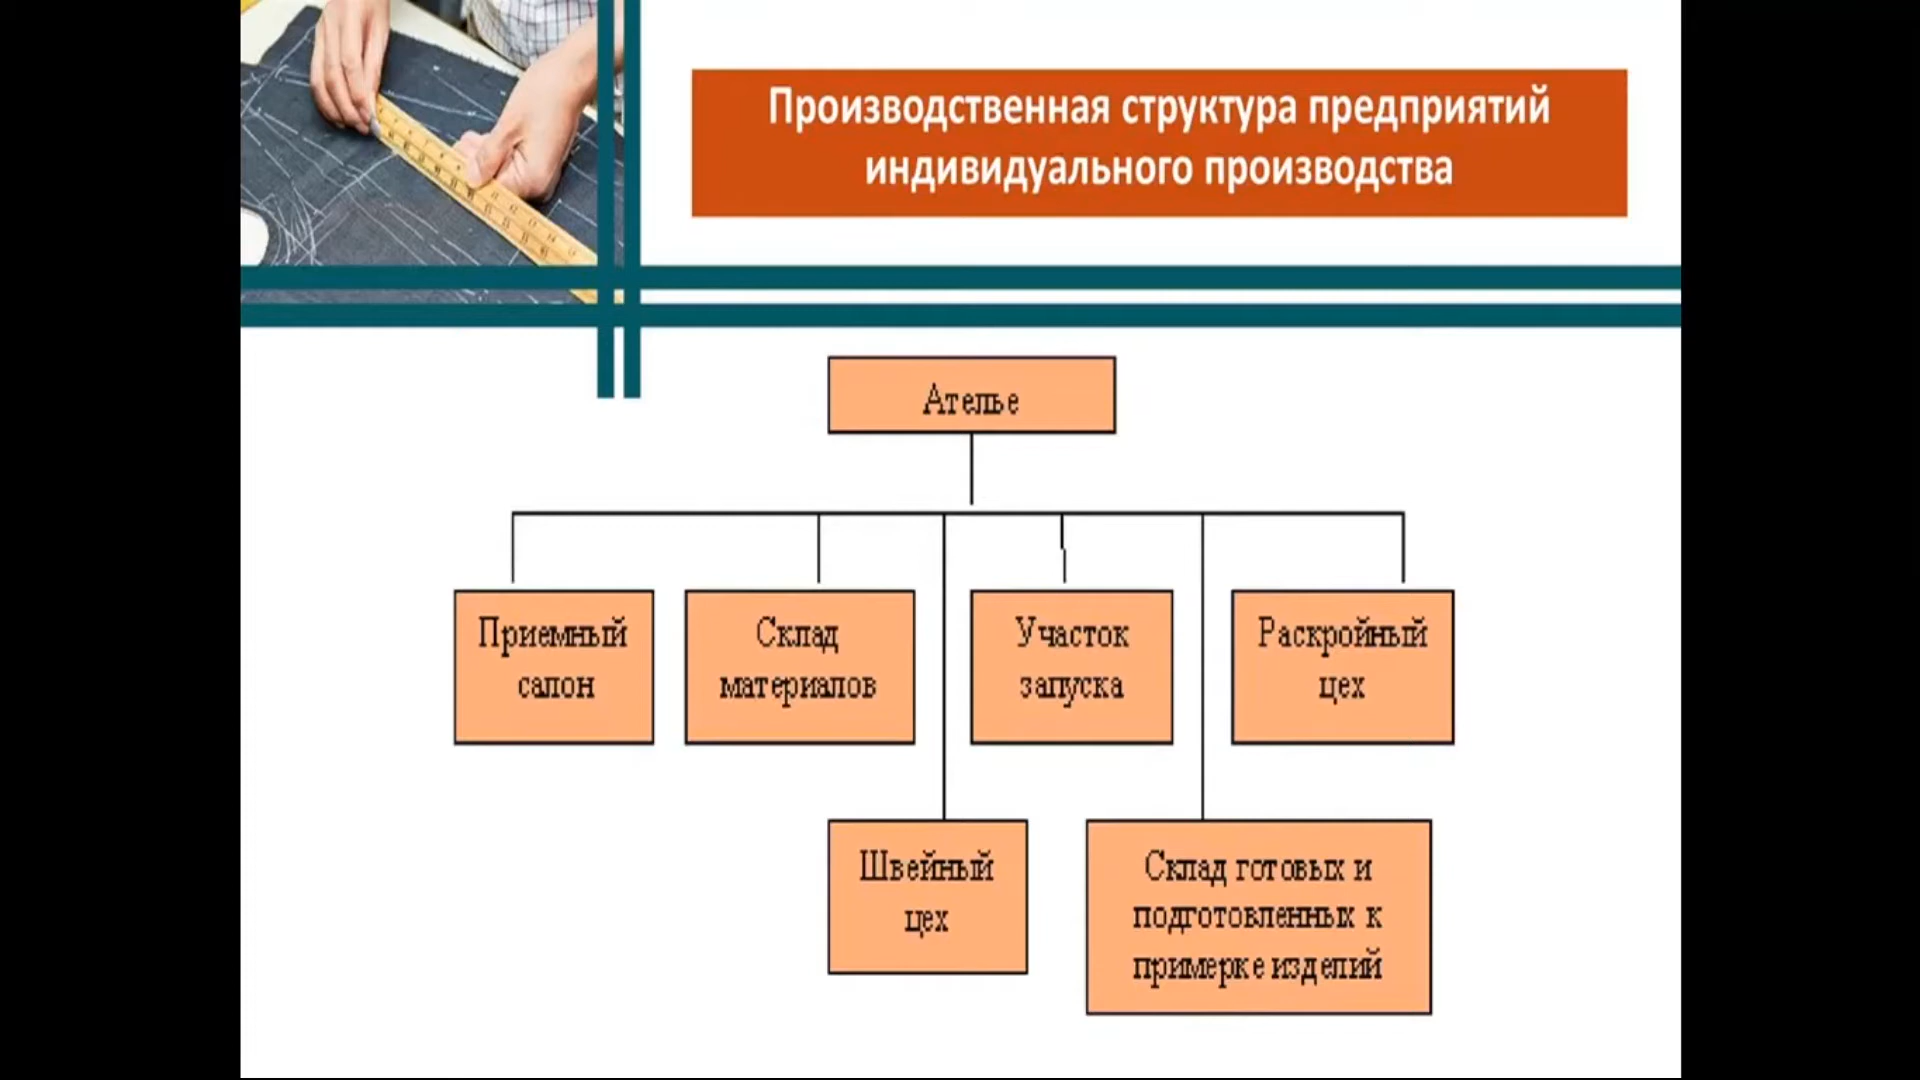 Производственная структура предприятий
индивидуального производства
Ателье
Приемный
салон
Склад
материалов
Участок
запуска
Раскройный
цех
Швейный
цех
Склад готовых и
подготовленных к
примерке изделий